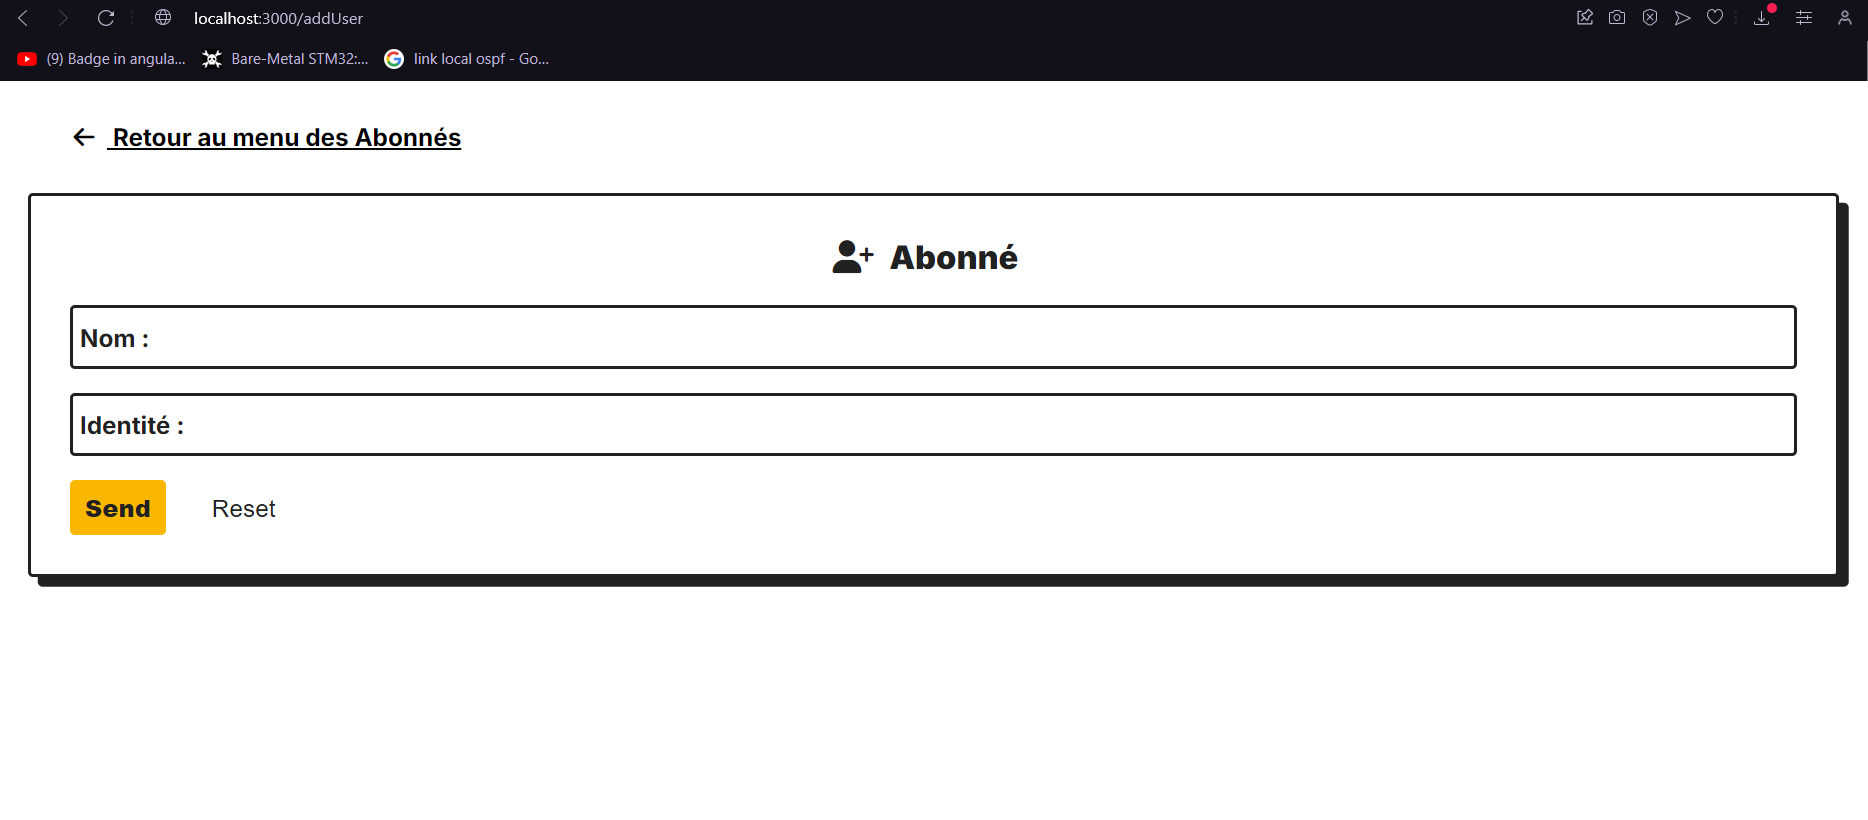 localhost:3000/addUser
(9) Badge in angula... Bare-Metal STM32:... link local ospf - Go...
Retour au menu des Abonnés
Abonné
Nom :
Identité :
Send Reset